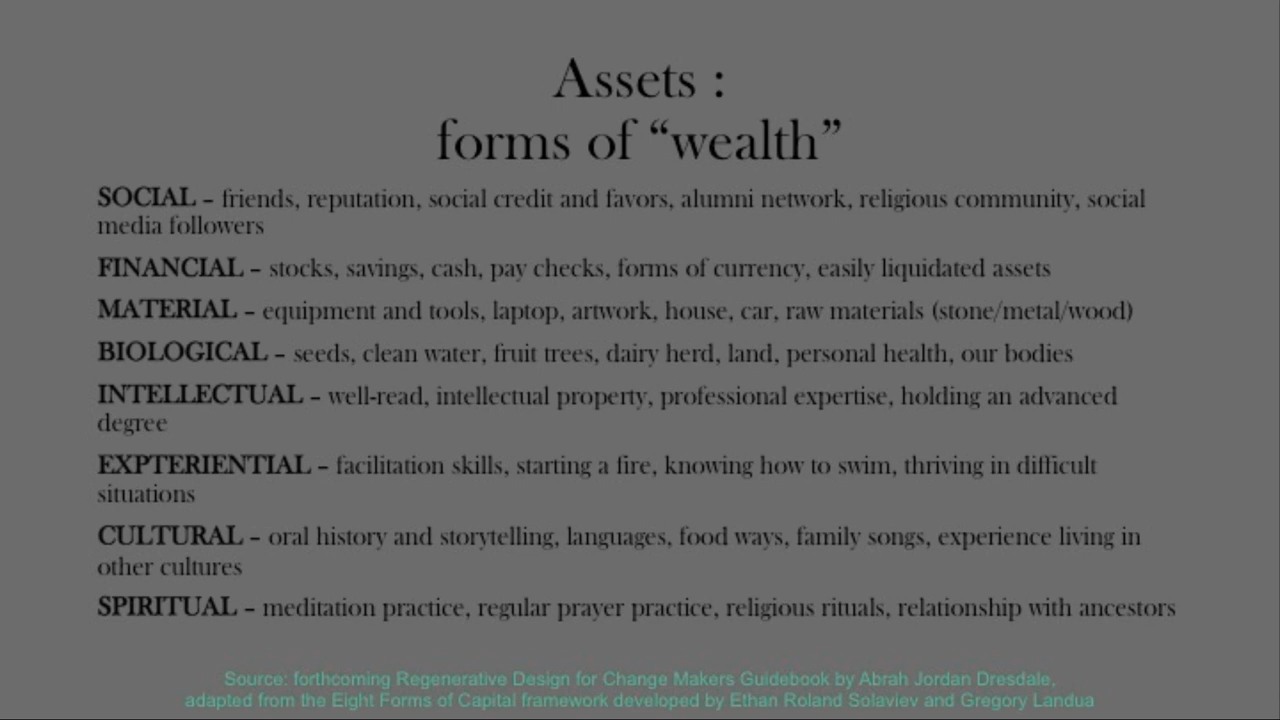 Assets :
forms of “wealth”
SOCIAL – friends, reputation, social credit and favors, alumni network, religious community, social
media followers
FINANCIAL – stocks, savings, cash, pay checks, forms of currency, easily liquidated assets
MATERIAL – equipment and tools, laptop, artwork, house, car, raw materials (stone/metal/wood)
BIOLOGICAL – seeds, clean water, fruit trees, dairy herd, land, personal health, our bodies
INTELLECTUAL – well-read, intellectual property, professional expertise, holding an advanced
degree
EXPTERIENTIAL – facilitation skills, starting a fire, knowing how to swim, thriving in difficult
situations
CULTURAL – oral history and storytelling, languages, food ways, family songs, experience living in
other cultures
SPIRITUAL – meditation practice, regular prayer practice, religious rituals, relationship with ancestors
Source: forthcoming Regenerative Design for Change Makers Guidebook by Abrah Jordan Dresdale,
adapted from the Eight Forms of Capital framework developed by Ethan Roland Solaviev and Gregory Landua